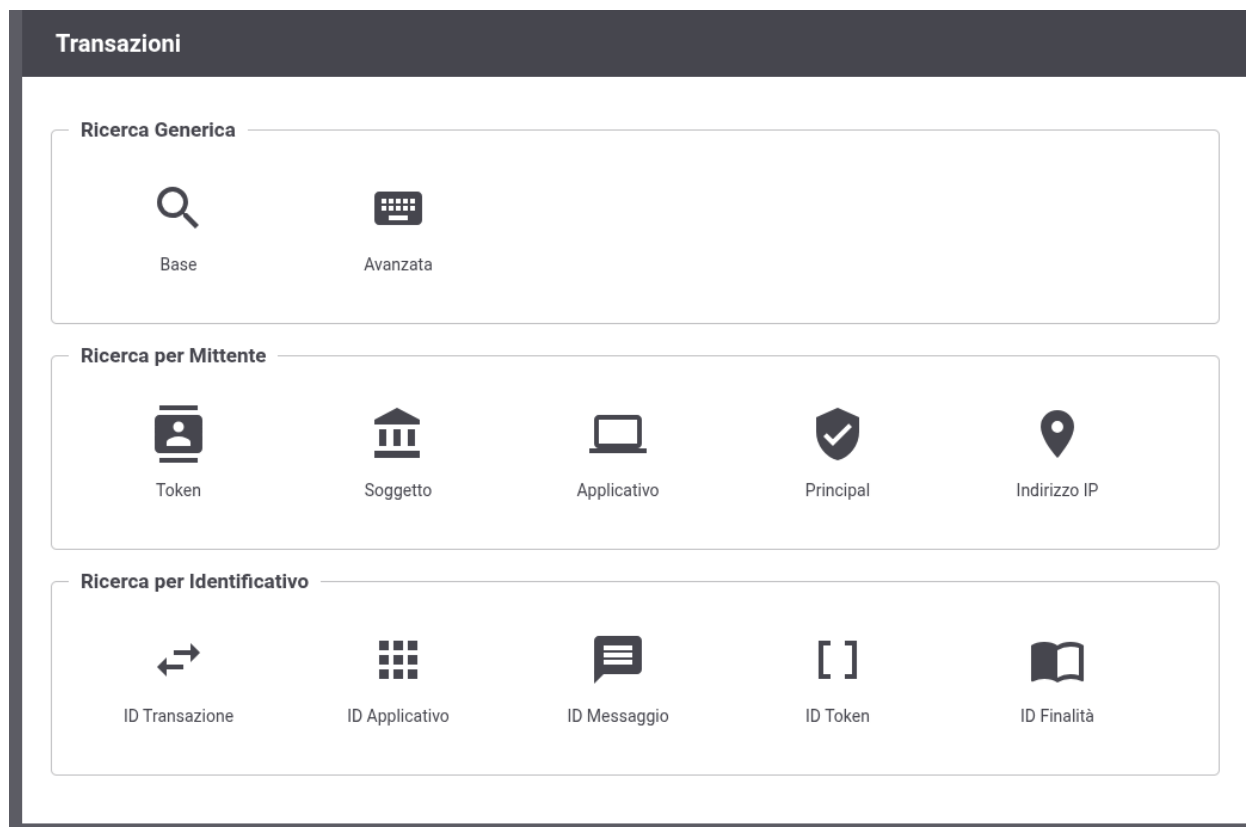 Transazioni
Ricerca Generica
Base
Avanzata
Ricerca per Mittente
Token
Soggetto
Applicativo
Principal
Indirizzo IP
Ricerca per Identificativo
ID Transazione
ID Applicativo
ID Messaggio
ID Token
ID Finalità